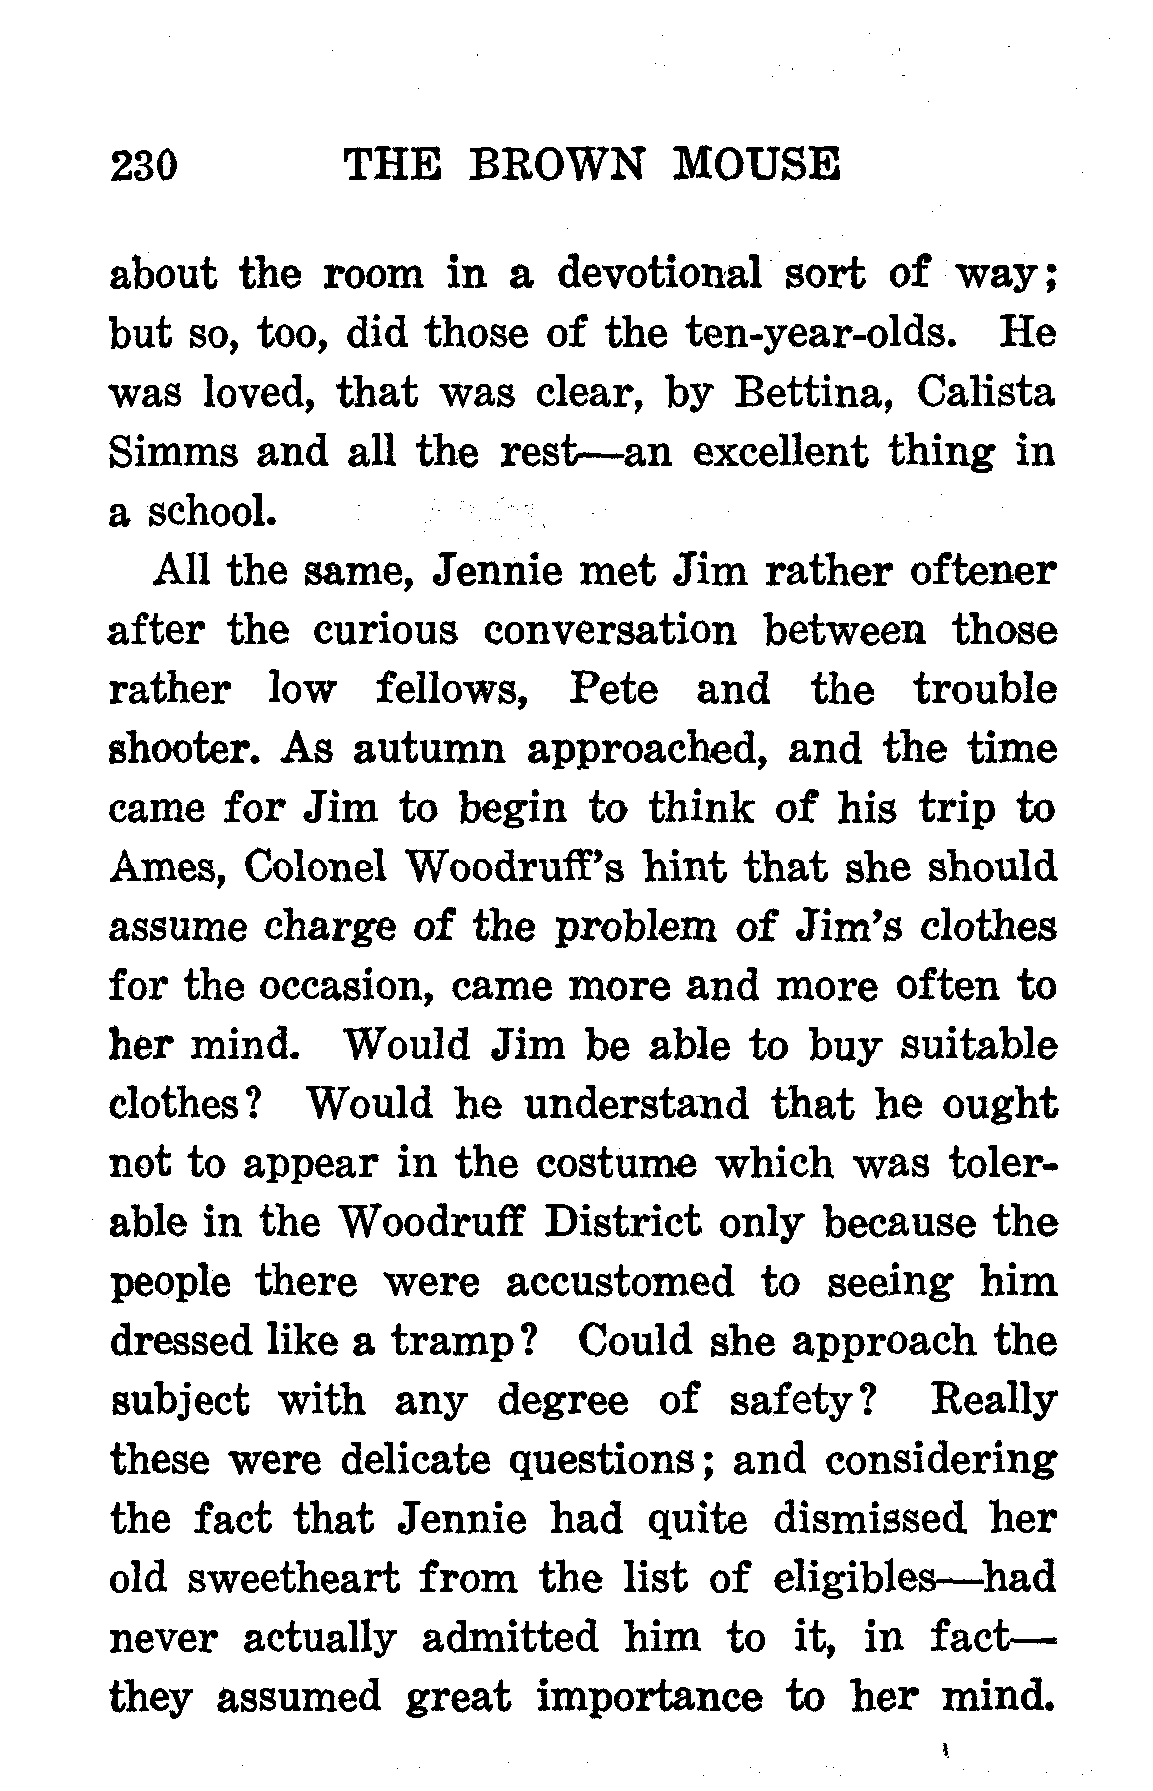 230 THE BROWN MOUSE
about the room in a devotional sort of way;
but so, too, did those of the ten-year-olds. He
was loved, that was clear, by Bettina, Calista
Simms and all the rest—an excellent thing in
a school.
All the same, Jennie met Jim rather oftener
after the curious conversation between those
rather low fellows, Pete and the trouble
shooter. As autumn approached, and the time
came for Jim to begin to think of his trip to
Ames, Colonel Woodruff's hint that she should
assume charge of the problem of Jim's clothes
for the occasion, came more and more often to
her mind. Would Jim be able to buy suitable
clothes? Would he understand that he ought
not to appear in the costume which was toler-
able in the Woodruff District only because the
people there were accustomed to seeing him
dressed like a tramp? Could she approach the
subject with any degree of safety? Really
these were delicate questions; and considering
the fact that Jennie had quite dismissed her
old sweetheart from the list of eligibles—had
never actually admitted him to it, in fact—
they assumed great importance to her mind.